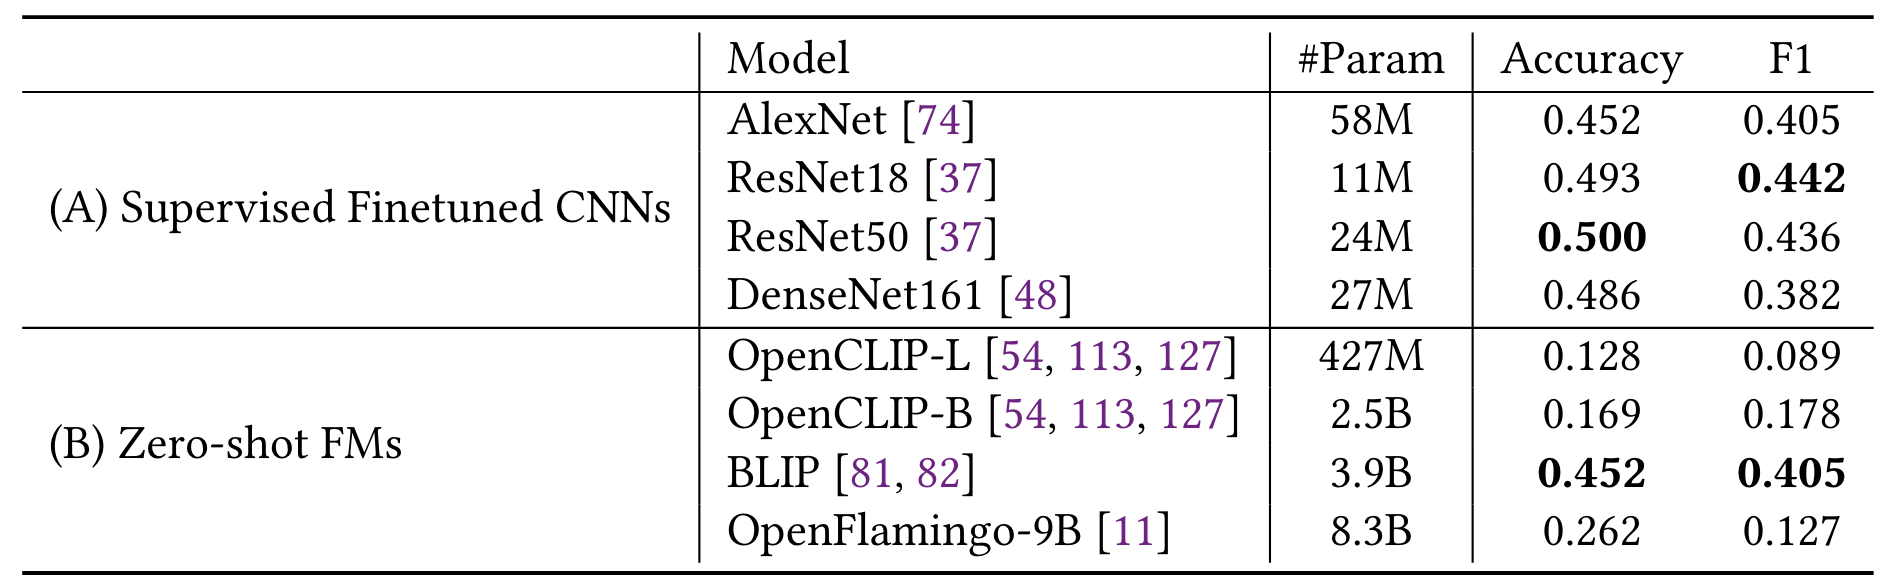 Model #Param Accuracy F1
(A) Supervised Finetuned CNNs
AlexNet [74] 58M 0.452 0.405
ResNet18 [37] 11M 0.493 0.442
ResNet50 [37] 24M 0.500 0.436
DenseNet161 [48] 27M 0.486 0.382
(B) Zero-shot FMs
OpenCLIP-L [54, 113, 127] 427M 0.128 0.089
OpenCLIP-B [54, 113, 127] 2.5B 0.169 0.178
BLIP [81, 82] 3.9B 0.452 0.405
OpenFlamingo-9B [11] 8.3B 0.262 0.127